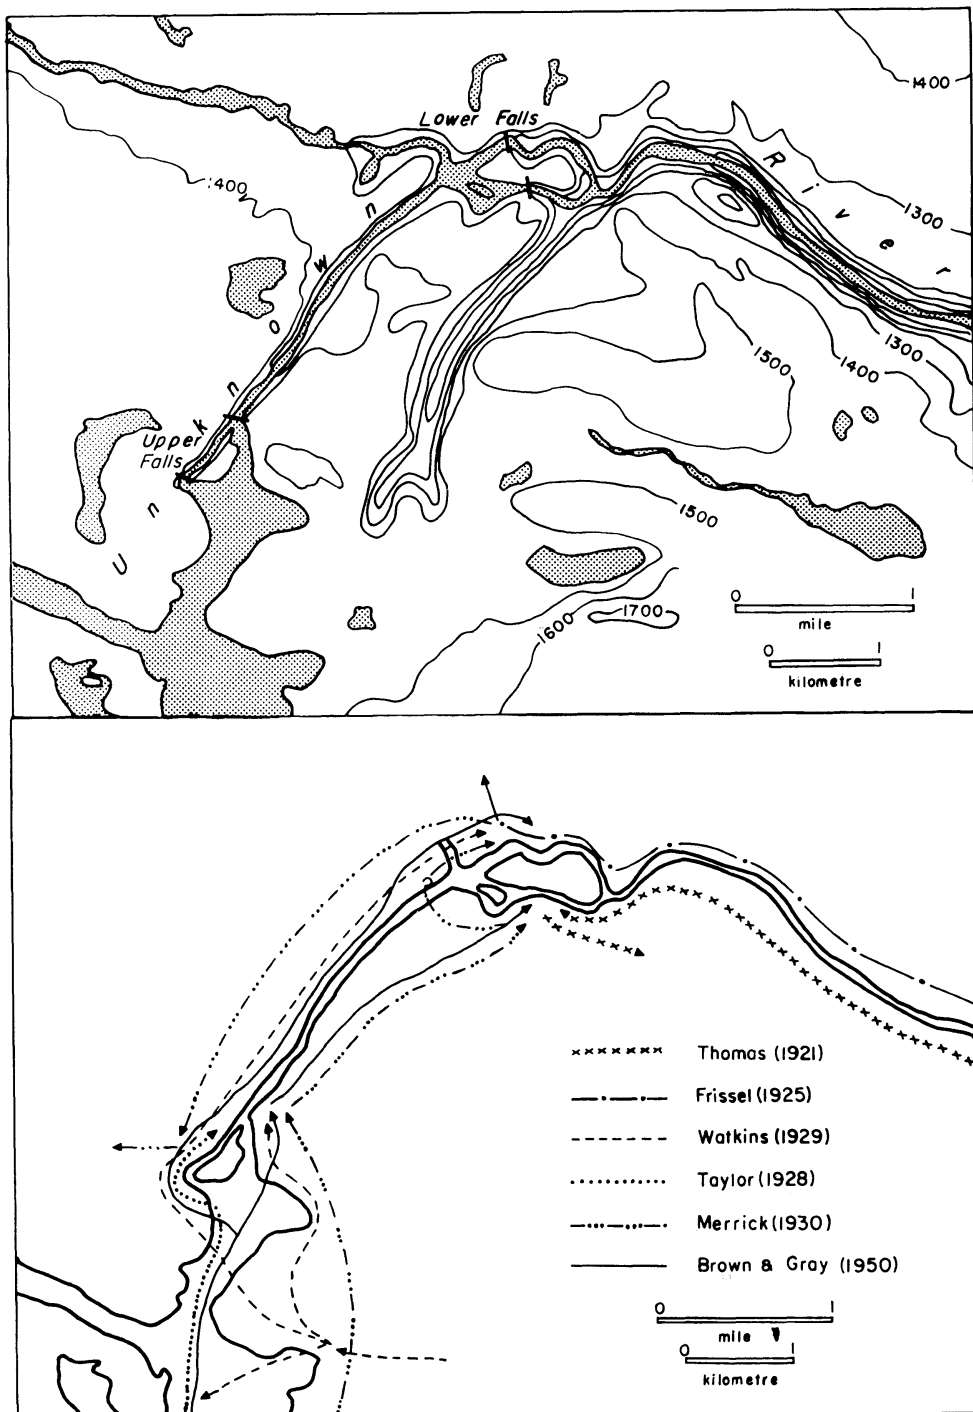 1400
Lower Falls
River
1400
1300
Unknown
1500
1400
1300
Upper
Falls
1500
1600
1700
0 1
mile
0 1
kilometre
Thomas (1921)
Frissel (1925)
Watkins (1929)
Taylor (1928)
Merrick (1930)
Brown & Gray (1950)
0 1
mile
0 1
kilometre